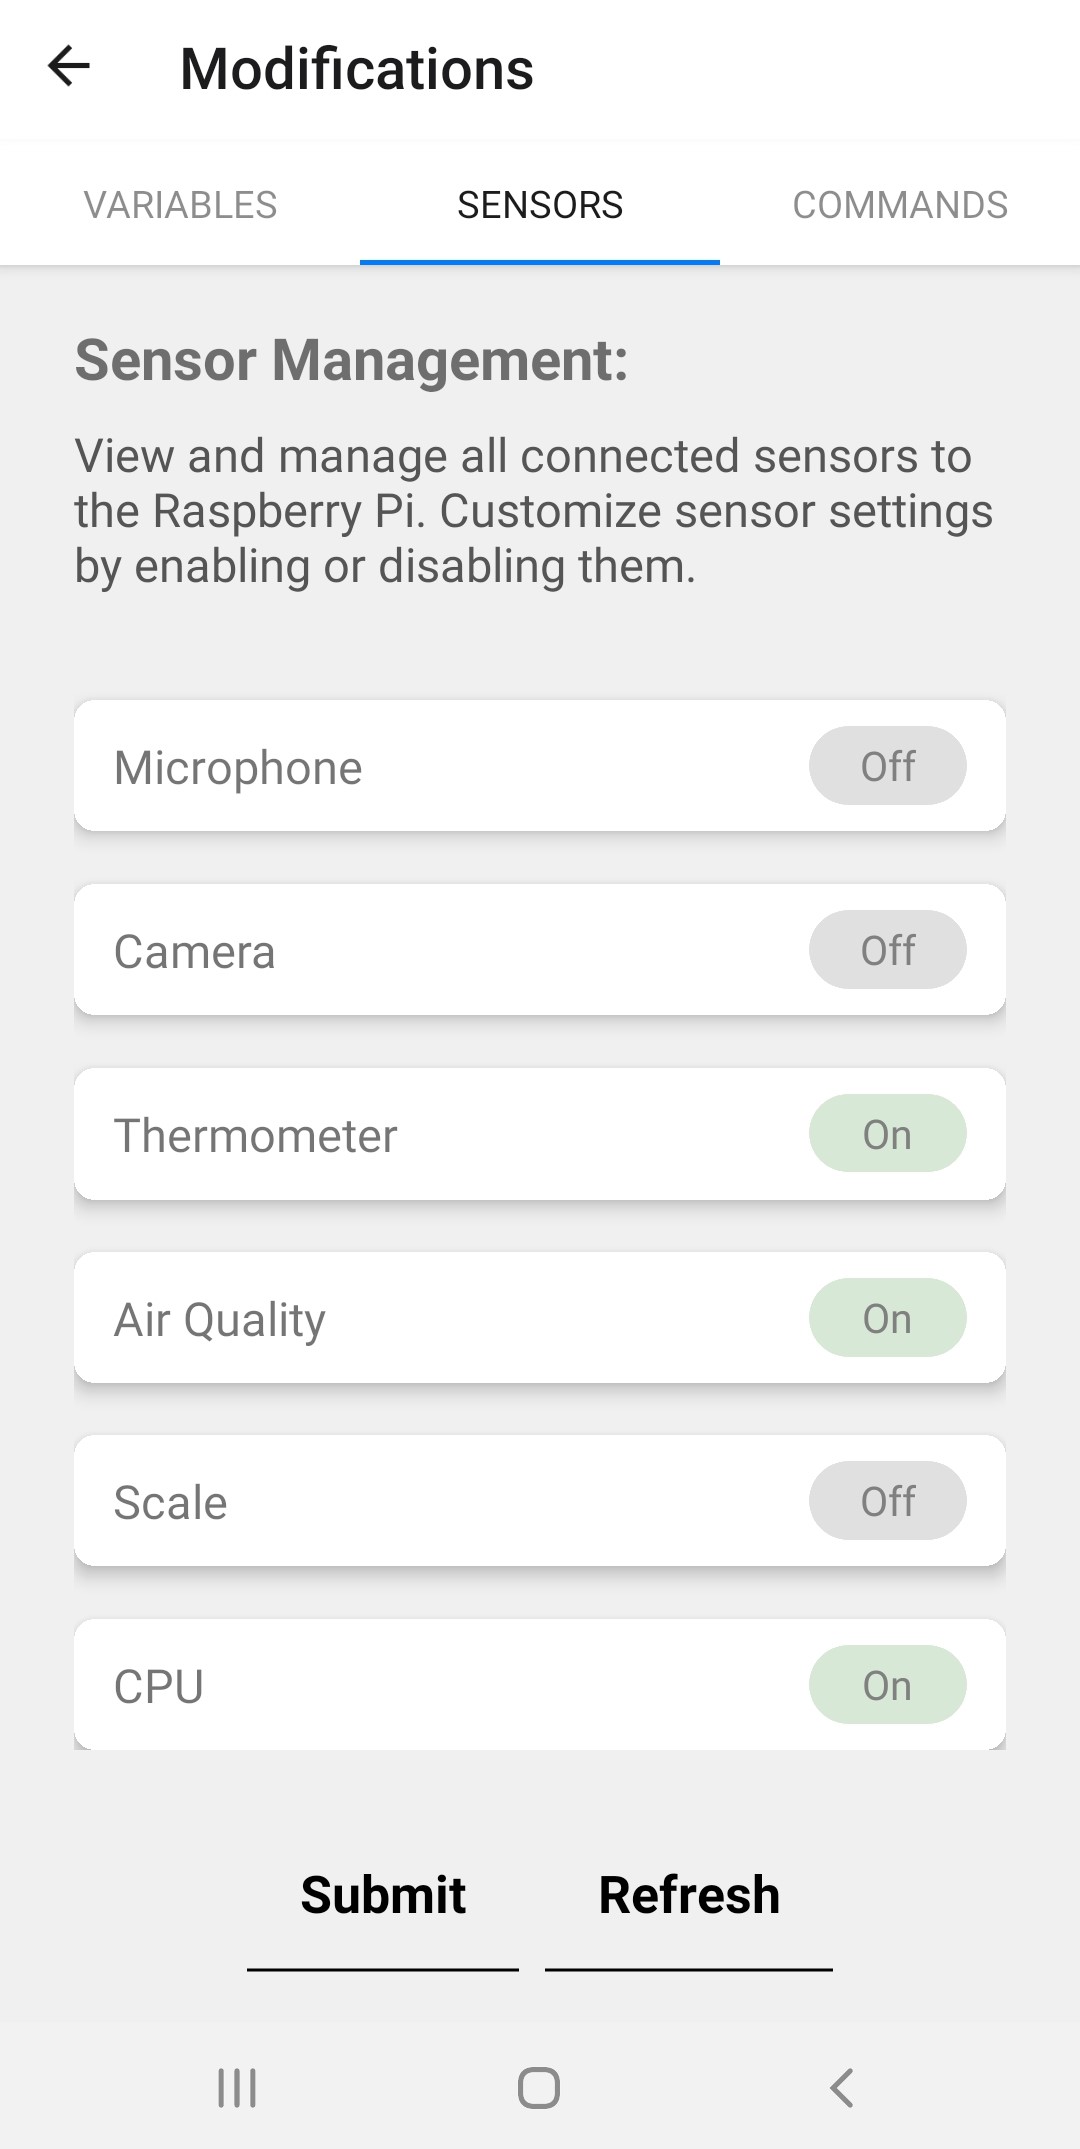 Modifications
VARIABLES SENSORS COMMANDS
Sensor Management:
View and manage all connected sensors to
the Raspberry Pi. Customize sensor settings
by enabling or disabling them.
Microphone Off
Camera Off
Thermometer On
Air Quality On
Scale Off
CPU On
Submit Refresh